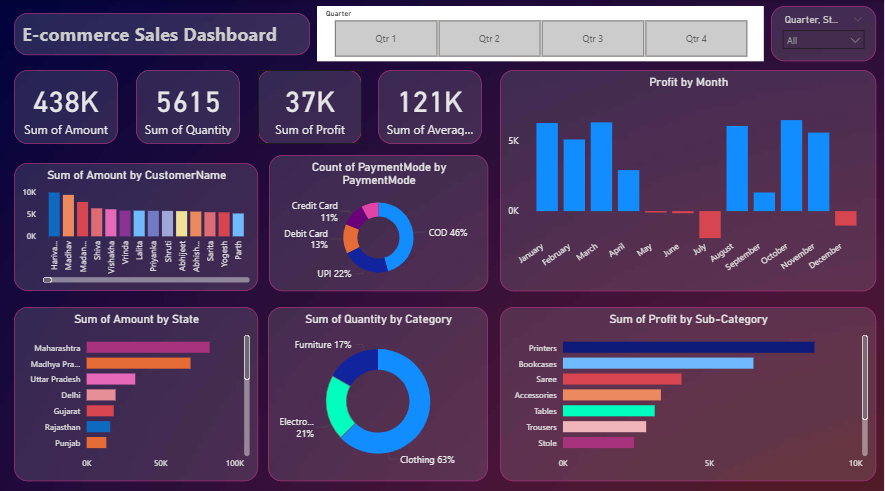 E-commerce Sales Dashboard
Quarter
Qtr 1
Qtr 2
Qtr 3
Qtr 4
Quarter, St...
All
438K
Sum of Amount
5615
Sum of Quantity
37K
Sum of Profit
121K
Sum of Averag...
Profit by Month
5K
0K
January
February
March
April
May
June
July
August
September
October
November
December
Sum of Amount by CustomerName
10K
5K
0K
Hariva...
Madhav
Madan...
Shiva
Vishakha
Vrinda
Lalita
Priyanka
Shruti
Abhijeet
Abhish...
Sarita
Yogesh
Parth
Count of PaymentMode by
PaymentMode
Credit Card
11%
Debit Card
13%
UPI 22%
COD 46%
Sum of Amount by State
Maharashtra
Madhya Pra...
Uttar Pradesh
Delhi
Gujarat
Rajasthan
Punjab
0K
50K
100K
Sum of Quantity by Category
Furniture 17%
Electro...
21%
Clothing 63%
Sum of Profit by Sub-Category
Printers
Bookcases
Saree
Accessories
Tables
Trousers
Stole
0K
5K
10K